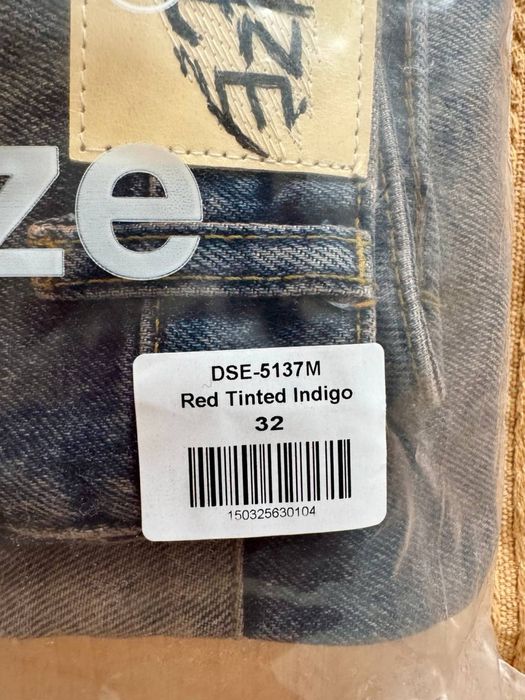 ze
DSE-5137M
Red Tinted Indigo
32
150325630104